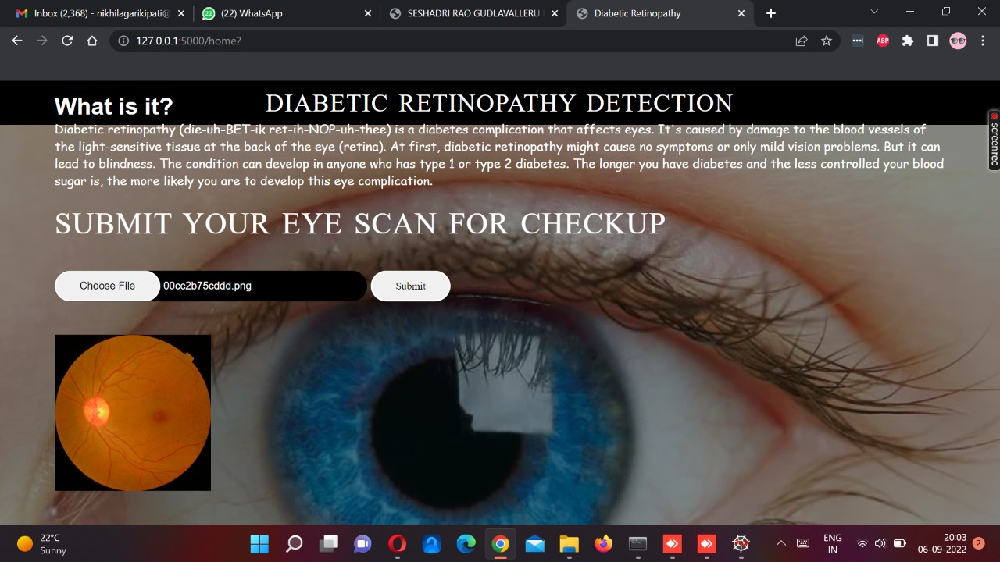 Inbox (2,368) - nikhilagarikipati@
(22) WhatsApp
SESHADRI RAO GUDLAVALLERU
Diabetic Retinopathy
127.0.0.1:5000/home?
ABP
What is it?
DIABETIC RETINOPATHY DETECTION
Diabetic retinopathy (die-uh-BET-ik ret-ih-NOP-uh-thee) is a diabetes complication that affects eyes. It's caused by damage to the blood vessels of
the light-sensitive tissue at the back of the eye (retina). At first, diabetic retinopathy might cause no symptoms or only mild vision problems. But it can
lead to blindness. The condition can develop in anyone who has type 1 or type 2 diabetes. The longer you have diabetes and the less controlled your blood
sugar is, the more likely you are to develop this eye complication.
screenrec
SUBMIT YOUR EYE SCAN FOR CHECKUP
Choose File 00cc2b75cddd.png
Submit
22°C
Sunny
ENG
IN
20:03
06-09-2022
2